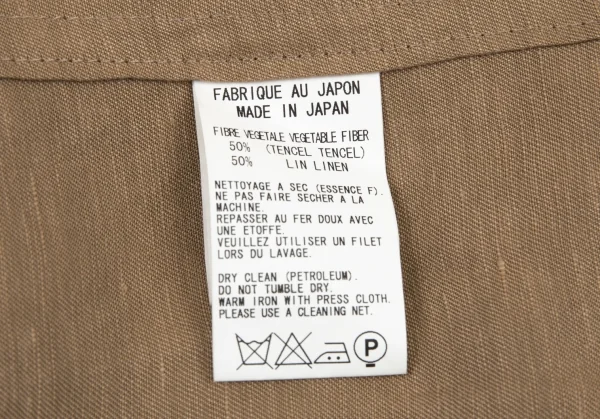 FABRIQUE AU JAPON
MADE IN JAPAN
FIBRE VEGETALE VEGETABLE FIBER
50% (TENCEL TENCEL)
50% LIN LINEN
NETTOYAGE A SEC (ESSENCE F).
NE PAS FAIRE SECHER A LA
MACHINE.
REPASSER AU FER DOUX AVEC
UNE ETOFFE.
VEUILLEZ UTILISER UN FILET
LORS DU LAVAGE.
DRY CLEAN (PETROLEUM).
DO NOT TUMBLE DRY.
WARM IRON WITH PRESS CLOTH.
PLEASE USE A CLEANING NET.
P